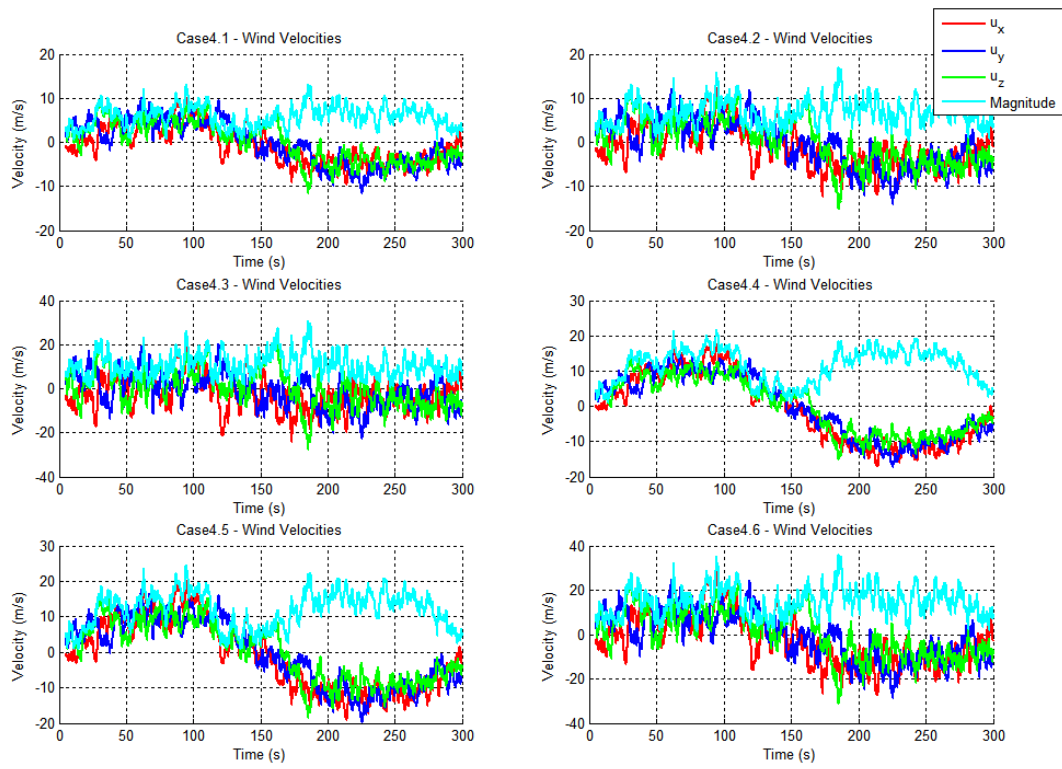 Case4.1 - Wind Velocities
Velocity (m/s)
20
10
0
-10
-20
0 50 100 150 200 250 300
Time (s)
Case4.2 - Wind Velocities
Velocity (m/s)
20
10
0
-10
-20
0 50 100 150 200 250 300
Time (s)
u_x
u_y
u_z
Magnitude
Case4.3 - Wind Velocities
Velocity (m/s)
40
20
0
-20
-40
0 50 100 150 200 250 300
Time (s)
Case4.4 - Wind Velocities
Velocity (m/s)
30
20
10
0
-10
-20
0 50 100 150 200 250 300
Time (s)
Case4.5 - Wind Velocities
Velocity (m/s)
30
20
10
0
-10
-20
0 50 100 150 200 250 300
Time (s)
Case4.6 - Wind Velocities
Velocity (m/s)
40
20
0
-20
-40
0 50 100 150 200 250 300
Time (s)